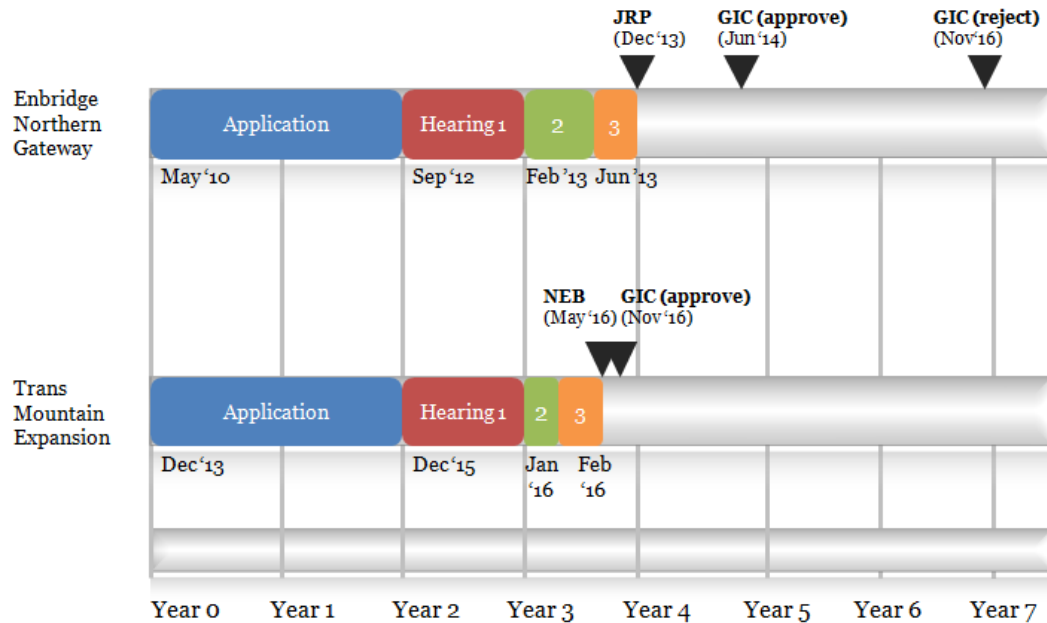 JRP
(Dec‘13)
GIC (approve)
(Jun‘14)
GIC (reject)
(Nov‘16)
Enbridge
Northern
Gateway
Application
Hearing 1
2
3
May ‘10
Sep ‘12
Feb ’13
Jun ’13
NEB
(May ‘16)
GIC (approve)
(Nov ‘16)
Trans
Mountain
Expansion
Application
Hearing 1
2
3
Dec ‘13
Dec ‘15
Jan
‘16
Feb
‘16
Year 0
Year 1
Year 2
Year 3
Year 4
Year 5
Year 6
Year 7